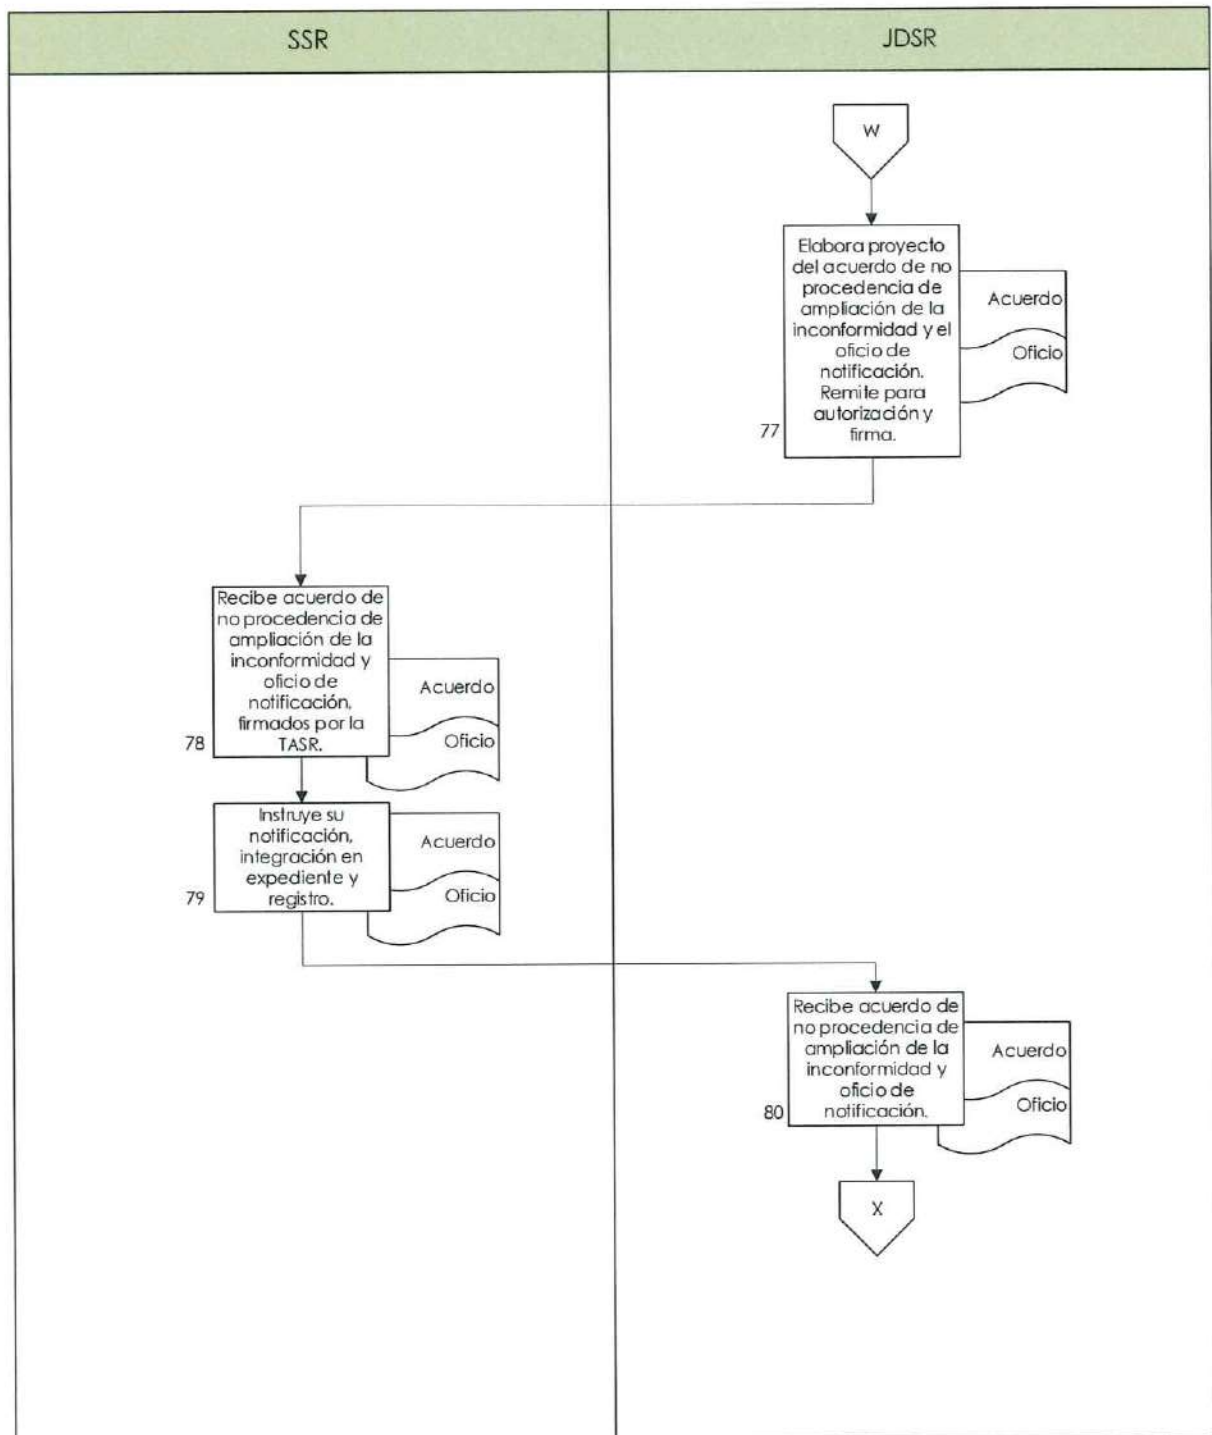 SSR
JDSR
W
Elabora proyecto
del acuerdo de no
procedencia de
ampliación de la
inconformidad y el
oficio de
notificación.
Remite para
autorización y
firma.
77
Acuerdo
Oficio
Recibe acuerdo de
no procedencia de
ampliación de la
inconformidad y
oficio de
notificación,
firmados por la
TASR.
78
Acuerdo
Oficio
Instruye su
notificación,
integración en
expediente y
registro.
79
Acuerdo
Oficio
Recibe acuerdo de
no procedencia de
ampliación de la
inconformidad y
oficio de
notificación.
80
Acuerdo
Oficio
X